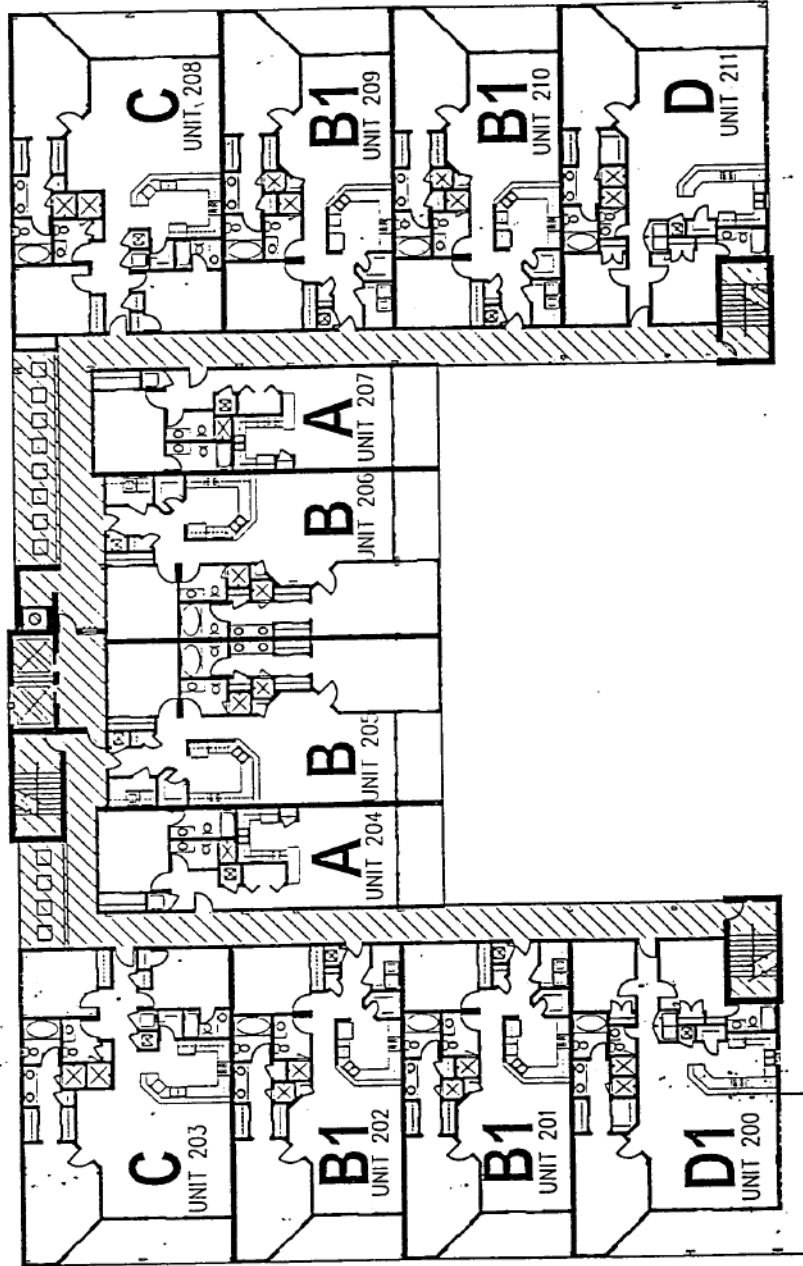 C
UNIT 208
B1
UNIT 209
B1
UNIT 210
D
UNIT 211
A
UNIT 207
B
UNIT 206
B
UNIT 205
A
UNIT 204
C
UNIT 203
B1
UNIT 202
B1
UNIT 201
D1
UNIT 200